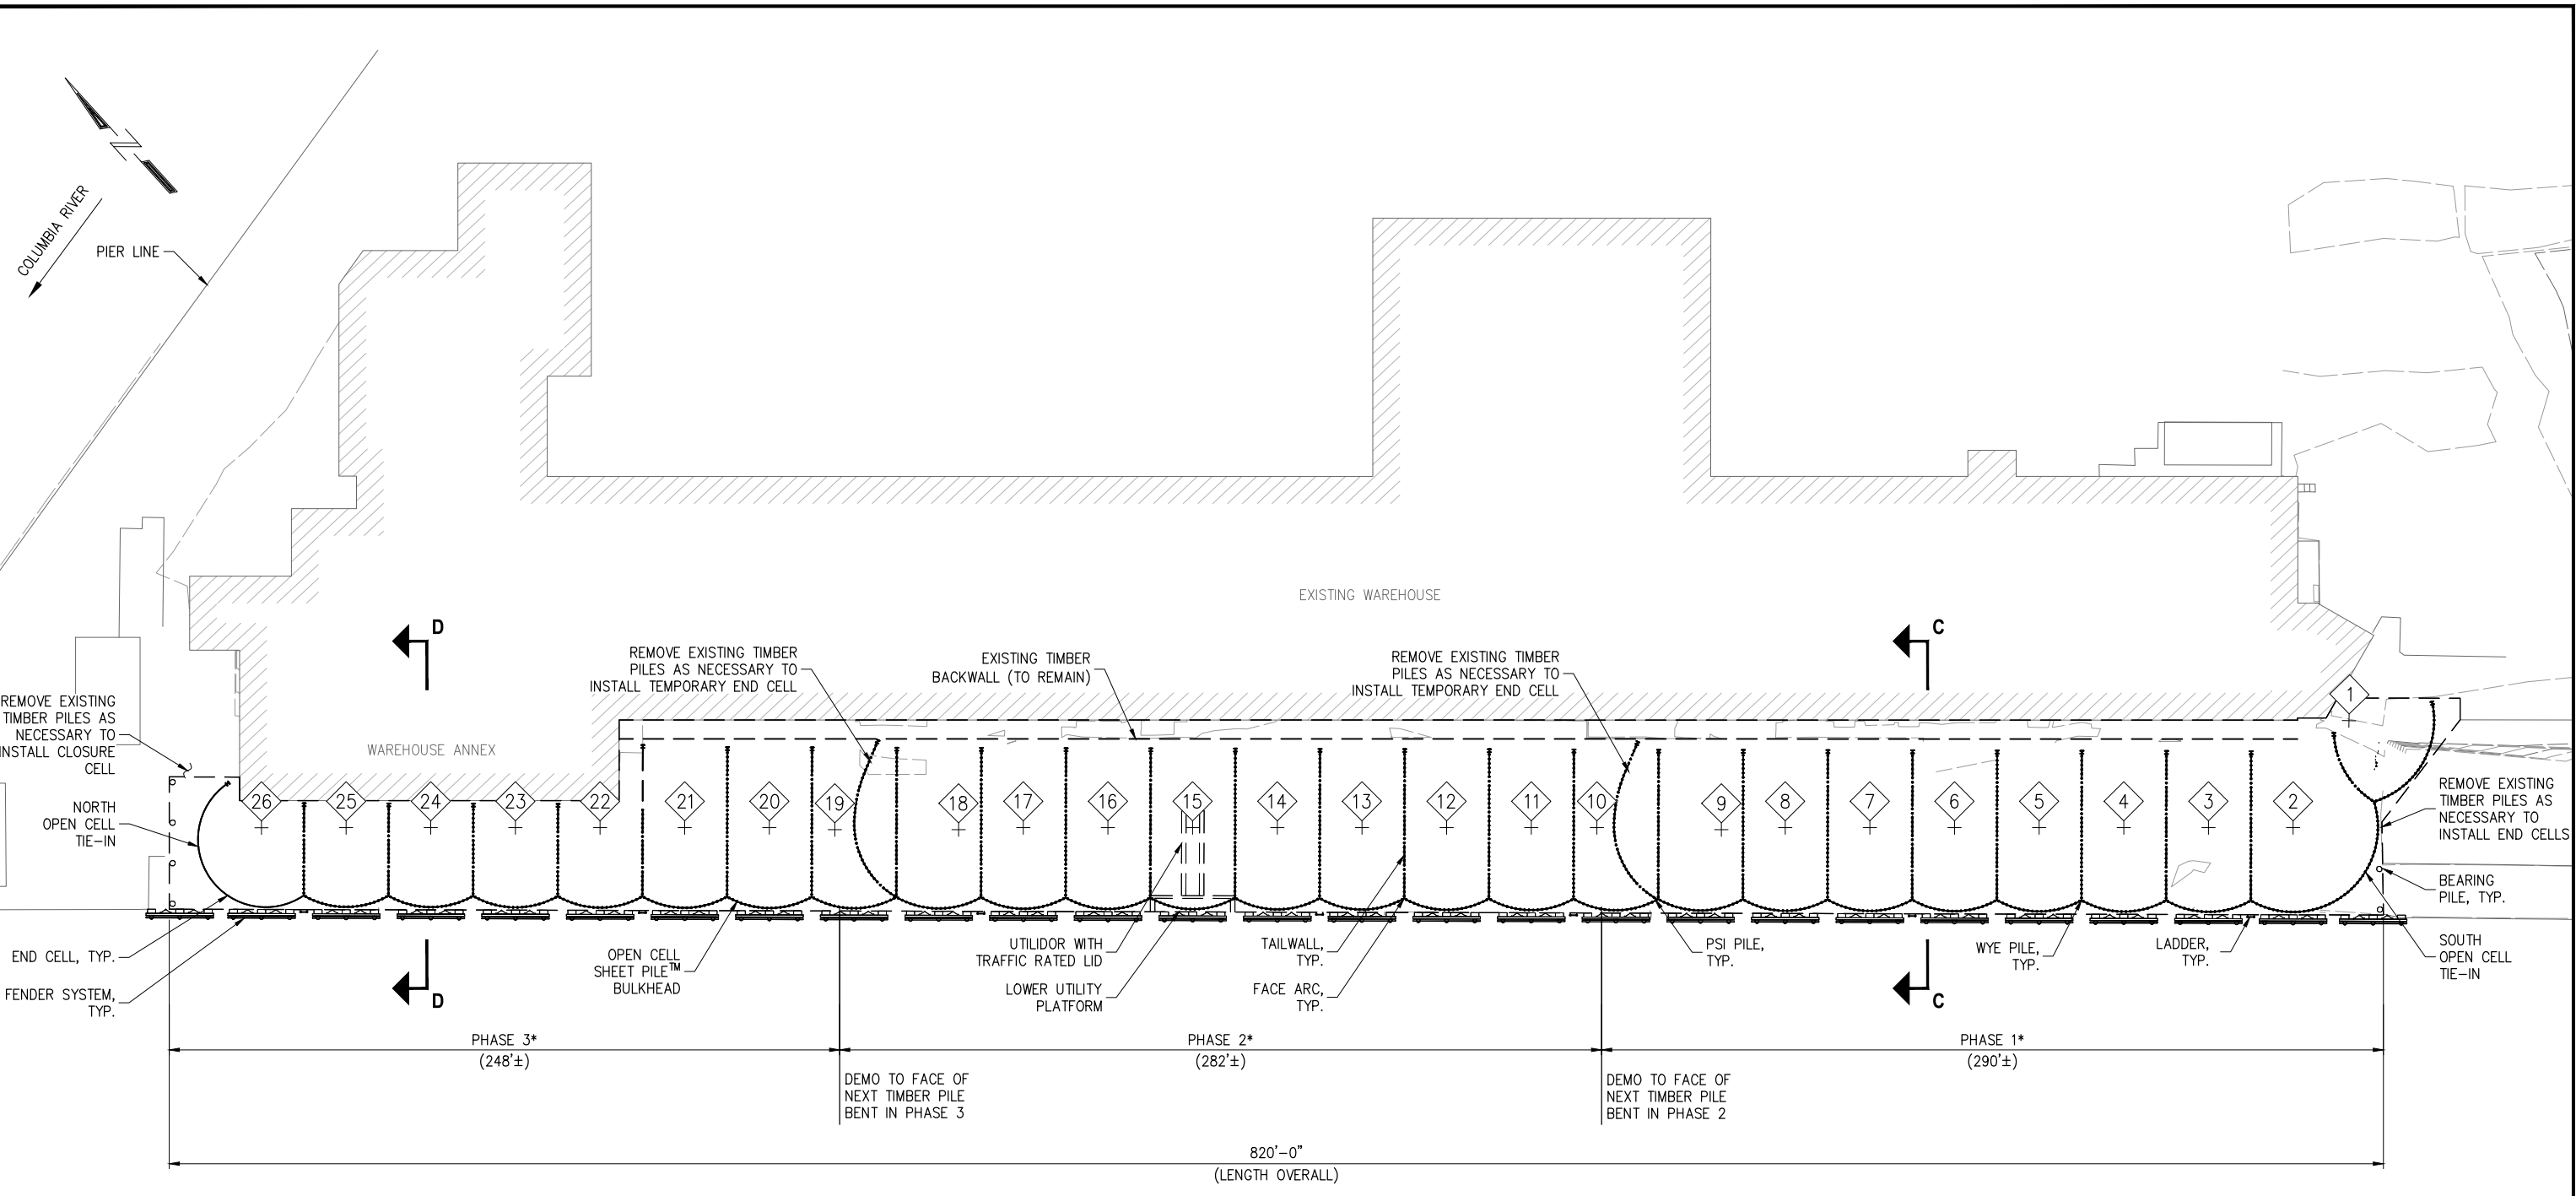 N
COLUMBIA RIVER
PIER LINE
EXISTING WAREHOUSE
D
C
REMOVE EXISTING TIMBER
PILES AS NECESSARY TO
INSTALL TEMPORARY END CELL
EXISTING TIMBER
BACKWALL (TO REMAIN)
REMOVE EXISTING TIMBER
PILES AS NECESSARY TO
INSTALL TEMPORARY END CELL
REMOVE EXISTING
TIMBER PILES AS
NECESSARY TO
INSTALL CLOSURE
CELL
WAREHOUSE ANNEX
1
NORTH
OPEN CELL
TIE-IN
26
25
24
23
22
21
20
19
18
17
16
15
14
13
12
11
10
9
8
7
6
5
4
3
2
REMOVE EXISTING
TIMBER PILES AS
NECESSARY TO
INSTALL END CELLS
BEARING
PILE, TYP.
END CELL, TYP.
FENDER SYSTEM,
TYP.
D
OPEN CELL
SHEET PILE™
BULKHEAD
UTILIDOR WITH
TRAFFIC RATED LID
LOWER UTILITY
PLATFORM
TAILWALL,
TYP.
FACE ARC,
TYP.
PSI PILE,
TYP.
C
WYE PILE,
TYP.
LADDER,
TYP.
SOUTH
OPEN CELL
TIE-IN
PHASE 3*
(248'±)
PHASE 2*
(282'±)
PHASE 1*
(290'±)
DEMO TO FACE OF
NEXT TIMBER PILE
BENT IN PHASE 3
DEMO TO FACE OF
NEXT TIMBER PILE
BENT IN PHASE 2
820'-0"
(LENGTH OVERALL)